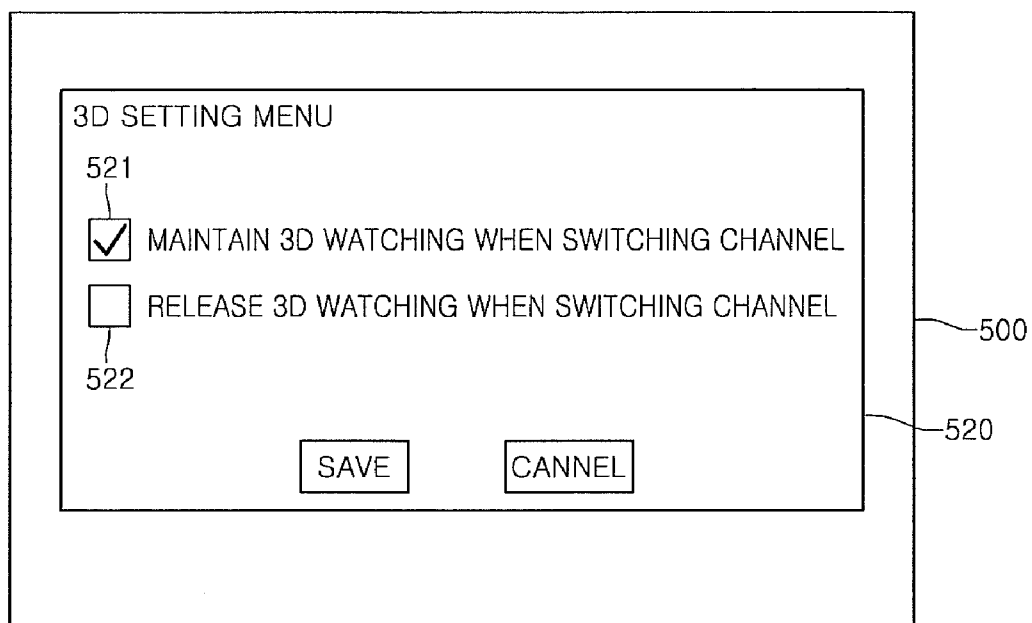 3D SETTING MENU
521
MAINTAIN 3D WATCHING WHEN SWITCHING CHANNEL
RELEASE 3D WATCHING WHEN SWITCHING CHANNEL
500
522
520
SAVE CANNEL